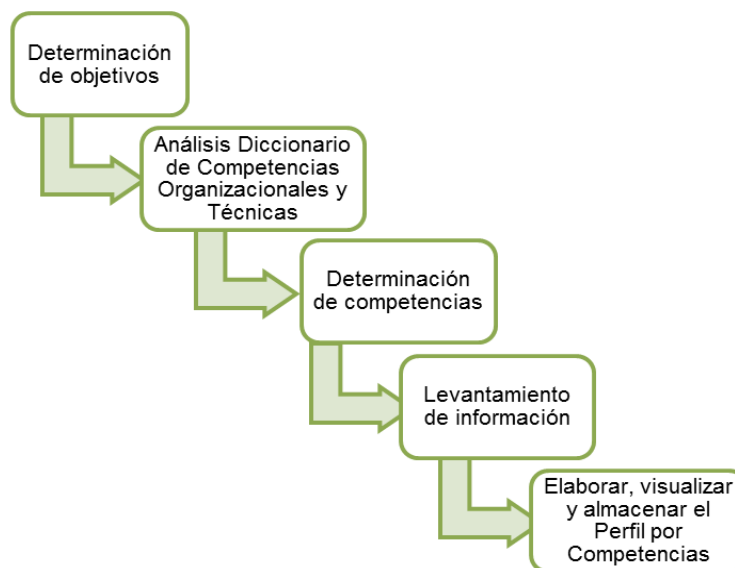 Determinación
de objetivos
Análisis Diccionario
de Competencias
Organizacionales y
Técnicas
Determinación
de competencias
Levantamiento
de información
Elaborar, visualizar
y almacenar el
Perfil por
Competencias